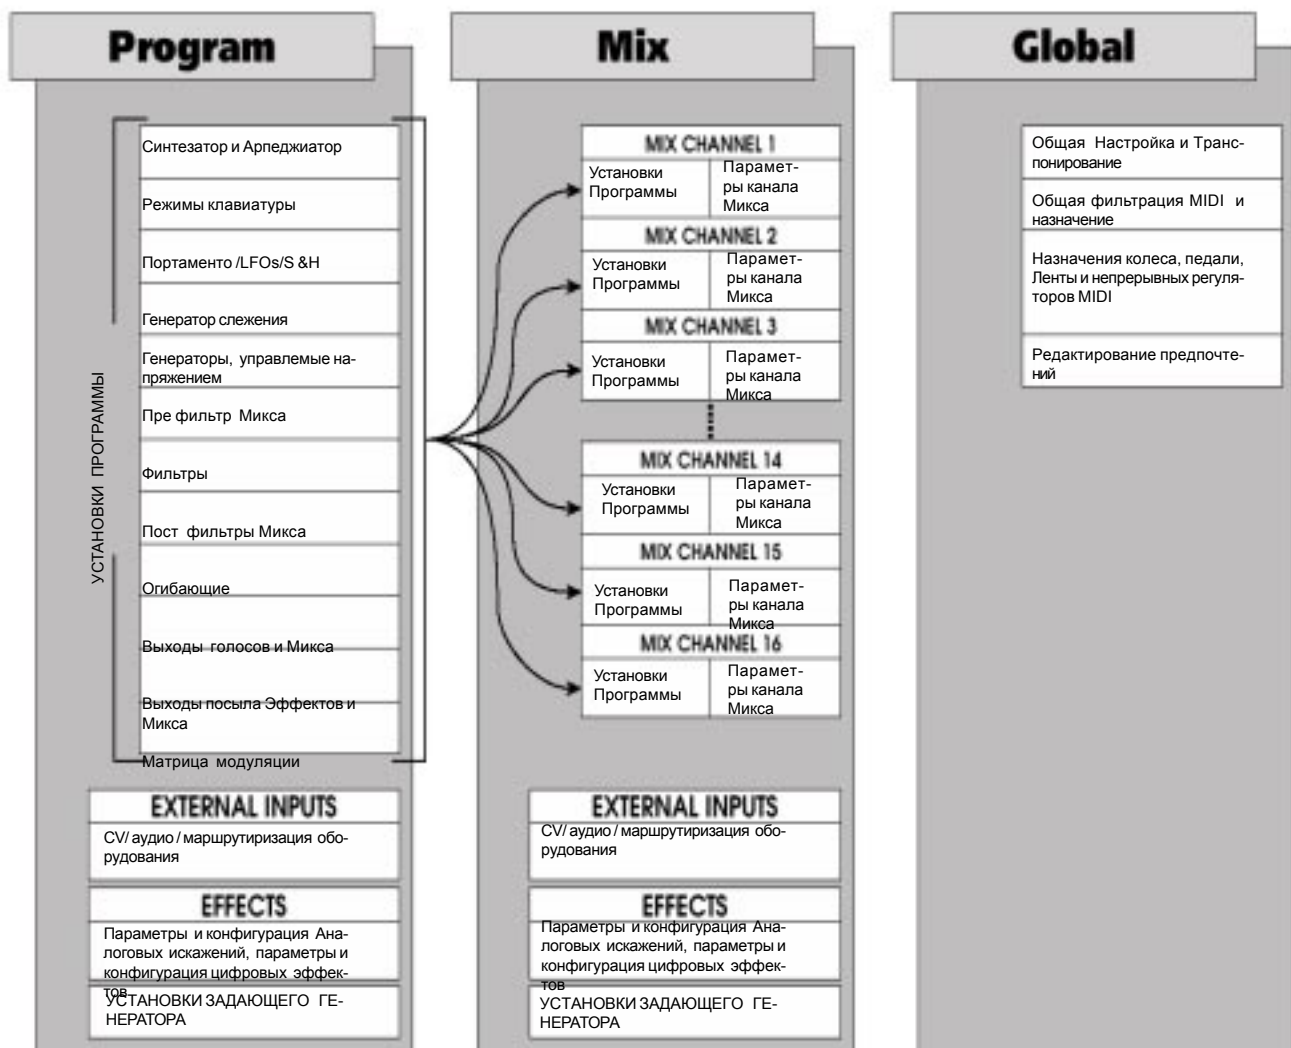 Program
УСТАНОВКИ ПРОГРАММЫ
Синтезатор и Арпеджиатор
Режимы клавиатуры
Портаменто /LFOs/S &H
Генератор слежения
Генераторы, управлемые на-
пряжением
Пре фильтр Микса
Фильтры
Пост фильтры Микса
Огибающие
Выходы голосов и Микса
Выходы посыла Эффектов и
Микса
Матрица модуляции
EXTERNAL INPUTS
CV/ аудио / маршрутиризация обо-
рудования
EFFECTS
Параметры и конфигурация Ана-
логовых искажений, параметры и
конфигурация цифровых эффек-
тов
УСТАНОВКИ ЗАДАЮЩЕГО ГЕ-
НЕРАТОРА
Mix
MIX CHANNEL 1
Установки
Программы
Парамет-
ры канала
Микса
MIX CHANNEL 2
Установки
Программы
Парамет-
ры канала
Микса
MIX CHANNEL 3
Установки
Программы
Парамет-
ры канала
Микса
MIX CHANNEL 14
Установки
Программы
Парамет-
ры канала
Микса
MIX CHANNEL 15
Установки
Программы
Парамет-
ры канала
Микса
MIX CHANNEL 16
Установки
Программы
Парамет-
ры канала
Микса
EXTERNAL INPUTS
CV/ аудио / маршрутиризация обо-
рудования
EFFECTS
Параметры и конфигурация Ана-
логовых искажений, параметры и
конфигурация цифровых эффек-
тов
УСТАНОВКИ ЗАДАЮЩЕГО ГЕ-
НЕРАТОРА
Global
Общая Настройка и Транс-
понирование
Общая фильтрация MIDI и
назначение
Назначения колеса, педали,
Ленты и непрерывных регуля-
торов MIDI
Редактирование предпочте-
ний